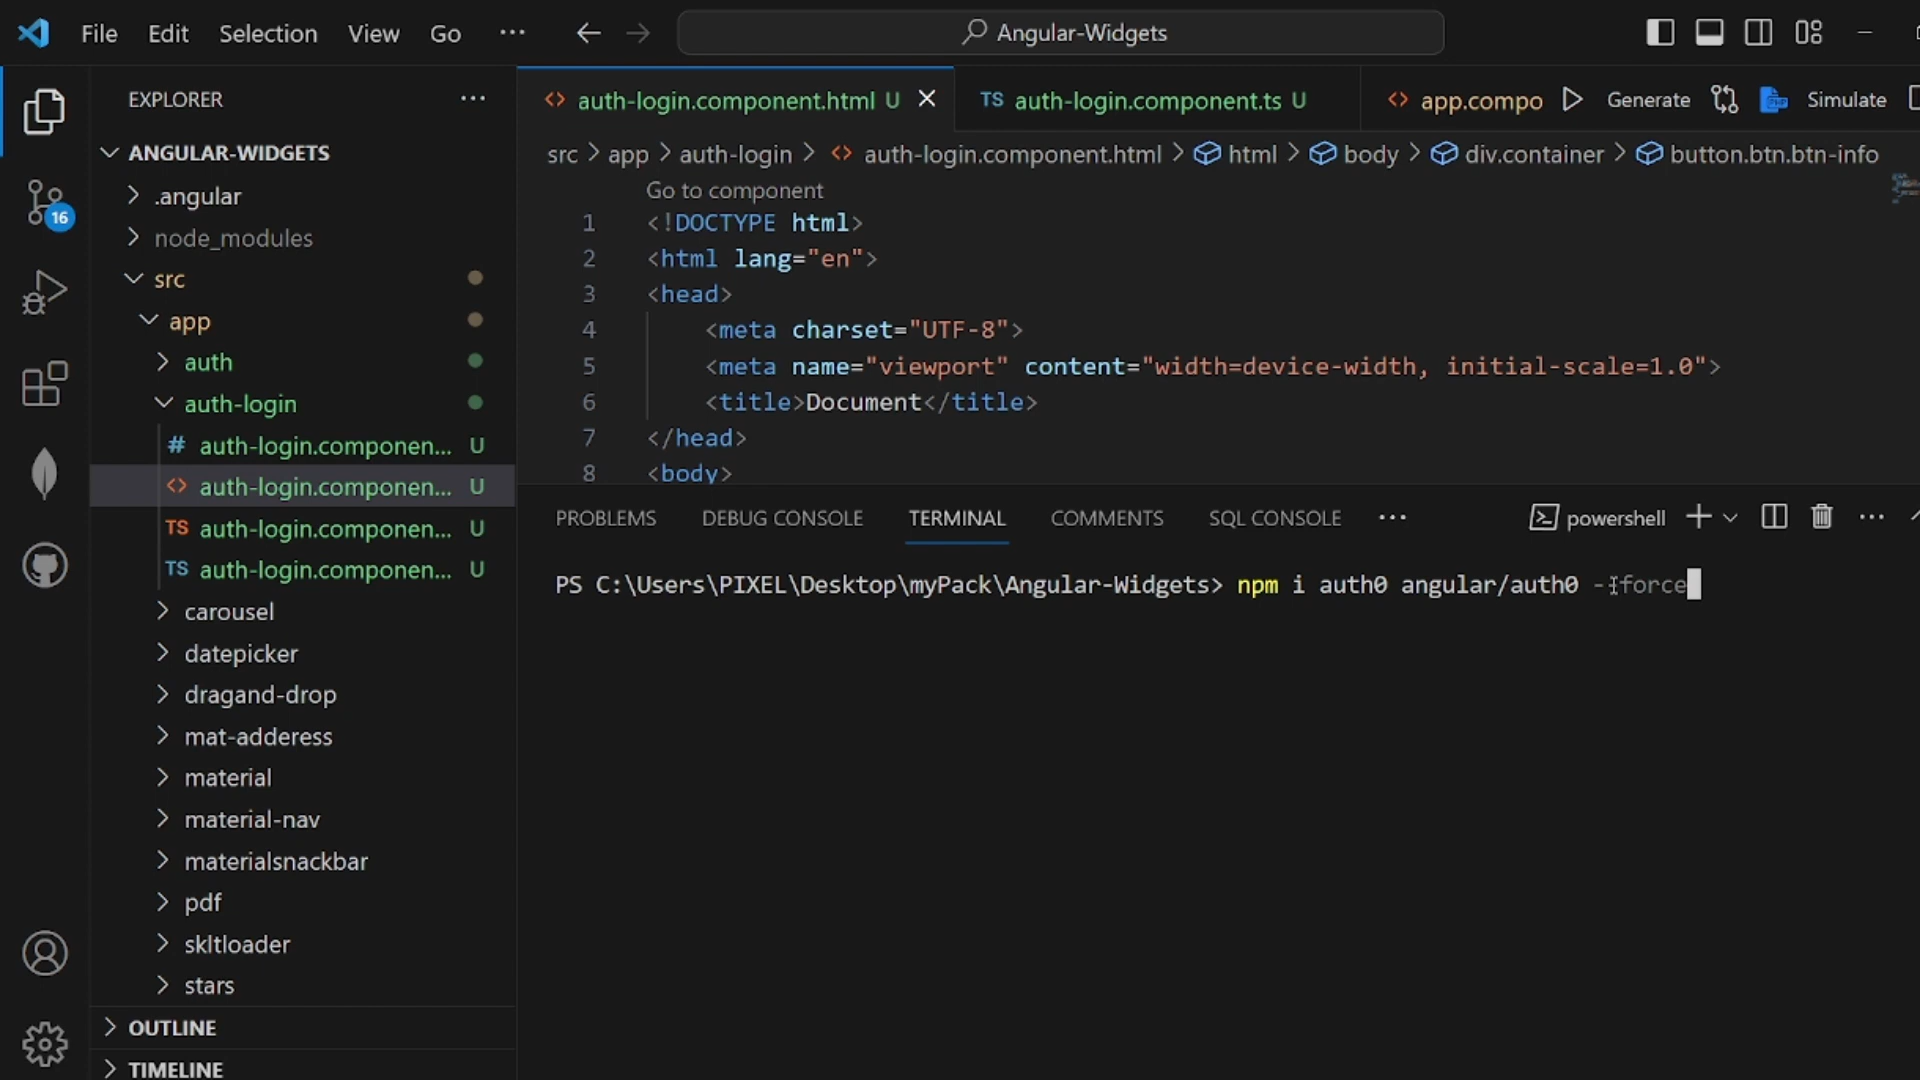 File Edit Selection View Go ··· Angular-Widgets
EXPLORER ···
ANGULAR-WIDGETS
.angular
node_modules
src
app
auth
auth-login
# auth-login.componen... U
<> auth-login.componen... U
TS auth-login.componen... U
TS auth-login.componen... U
carousel
datepicker
dragand-drop
mat-adderess
material
material-nav
materialsnackbar
pdf
skltloader
stars
OUTLINE
TIMELINE
16
<> auth-login.component.html U
TS auth-login.component.ts U
<> app.compo
Generate
Simulate
src > app > auth-login > <> auth-login.component.html > html > body > div.container > button.btn.btn-info
Go to component
1 <!DOCTYPE html>
2 <html lang="en">
3 <head>
4 <meta charset="UTF-8">
5 <meta name="viewport" content="width=device-width, initial-scale=1.0">
6 <title>Document</title>
7 </head>
8 <body>
PROBLEMS DEBUG CONSOLE TERMINAL COMMENTS SQL CONSOLE ··· powershell ···
PS C:\Users\PIXEL\Desktop\myPack\Angular-Widgets> npm i auth0 angular/auth0 --force